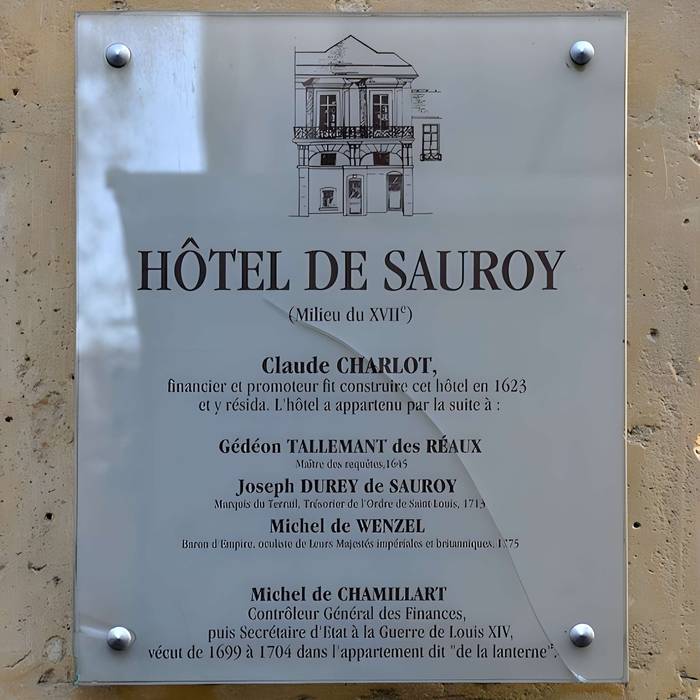 HÔTEL DE SAUROY
(Milieu du XVIIe)
Claude CHARLOT,
financier et promoteur fit construire cet hôtel en 1623
et y résida. L'hôtel a appartenu par la suite à :
Gédéon TALLEMANT des RÉAUX
Maître des requêtes, 1645
Joseph DUREY de SAUROY
Marquis du Terrail, Trésorier de l'Ordre de Saint Louis, 1713
Michel de WENZEL
Baron d'Empire, oculiste de Leurs Majestés impériales et britanniques, 1775
Michel de CHAMILLART
Contrôleur Général des Finances,
puis Secrétaire d'Etat à la Guerre de Louis XIV,
vécut de 1699 à 1704 dans l'appartement dit "de la lanterne".